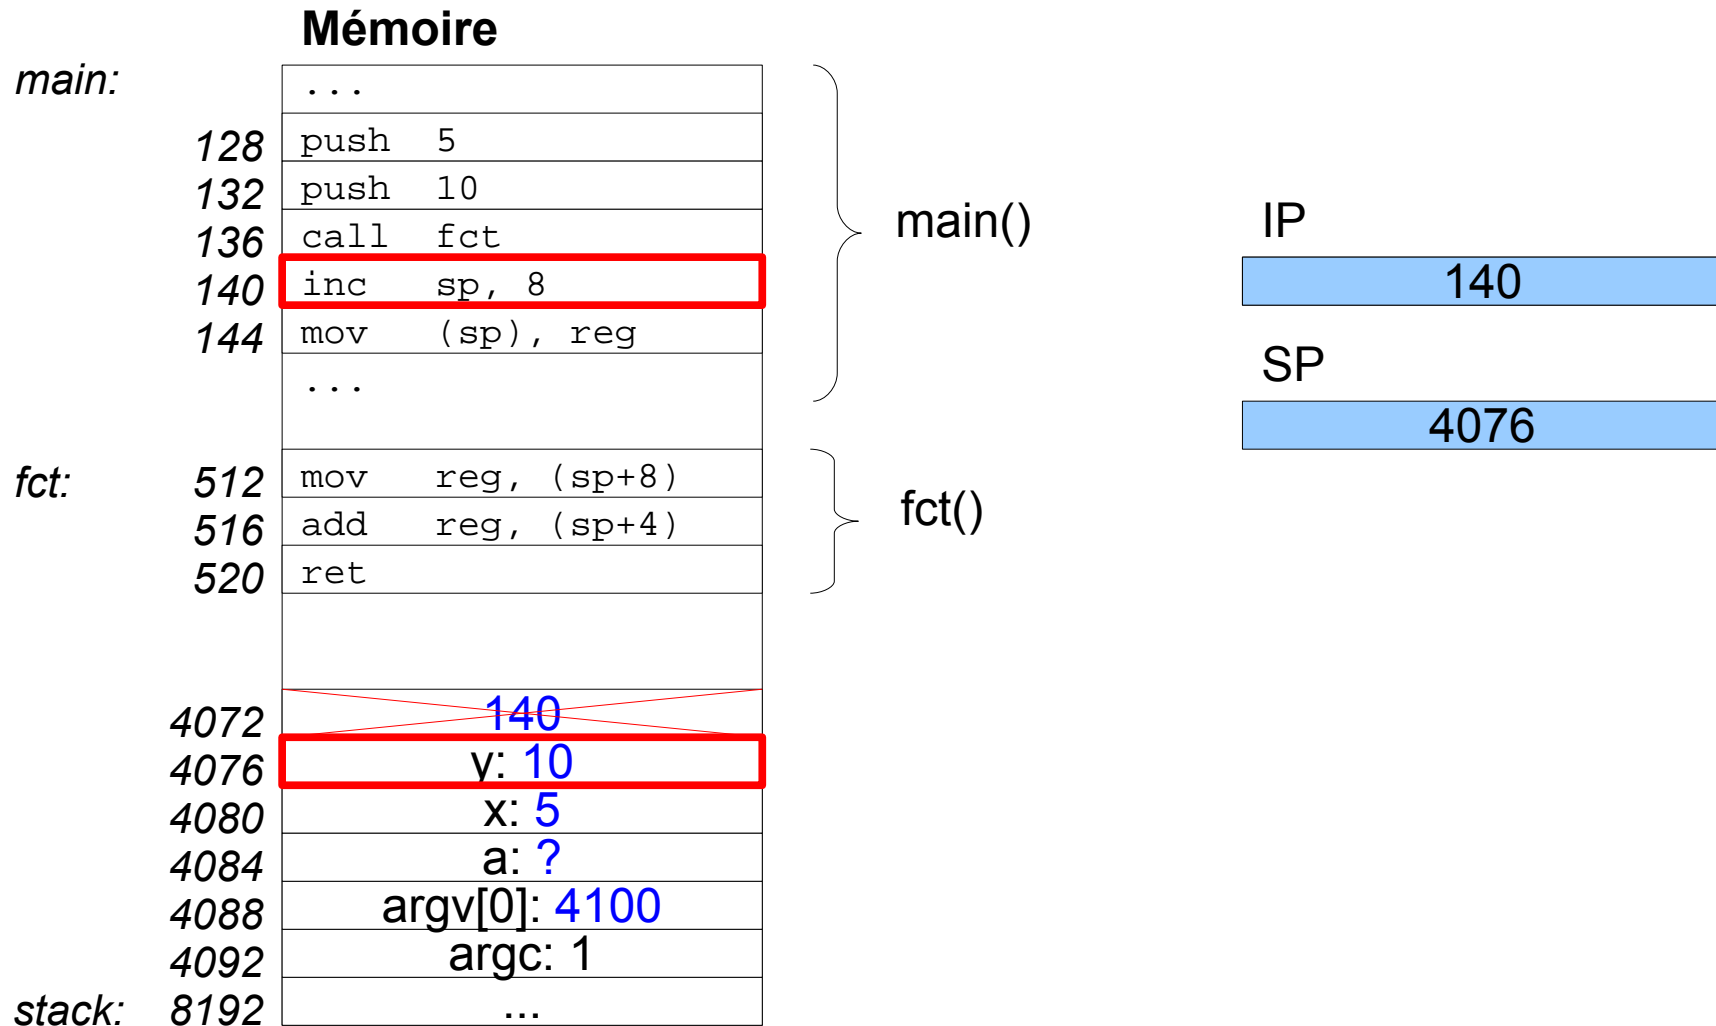 Mémoire
main:
...
128 push 5
132 push 10
136 call fct
140 inc sp, 8
144 mov (sp), reg
...
main()
IP
140
SP
4076
fct: 512 mov reg, (sp+8)
516 add reg, (sp+4)
520 ret
fct()
4072 140
4076 y: 10
4080 x: 5
4084 a: ?
4088 argv[0]: 4100
4092 argc: 1
stack: 8192 ...